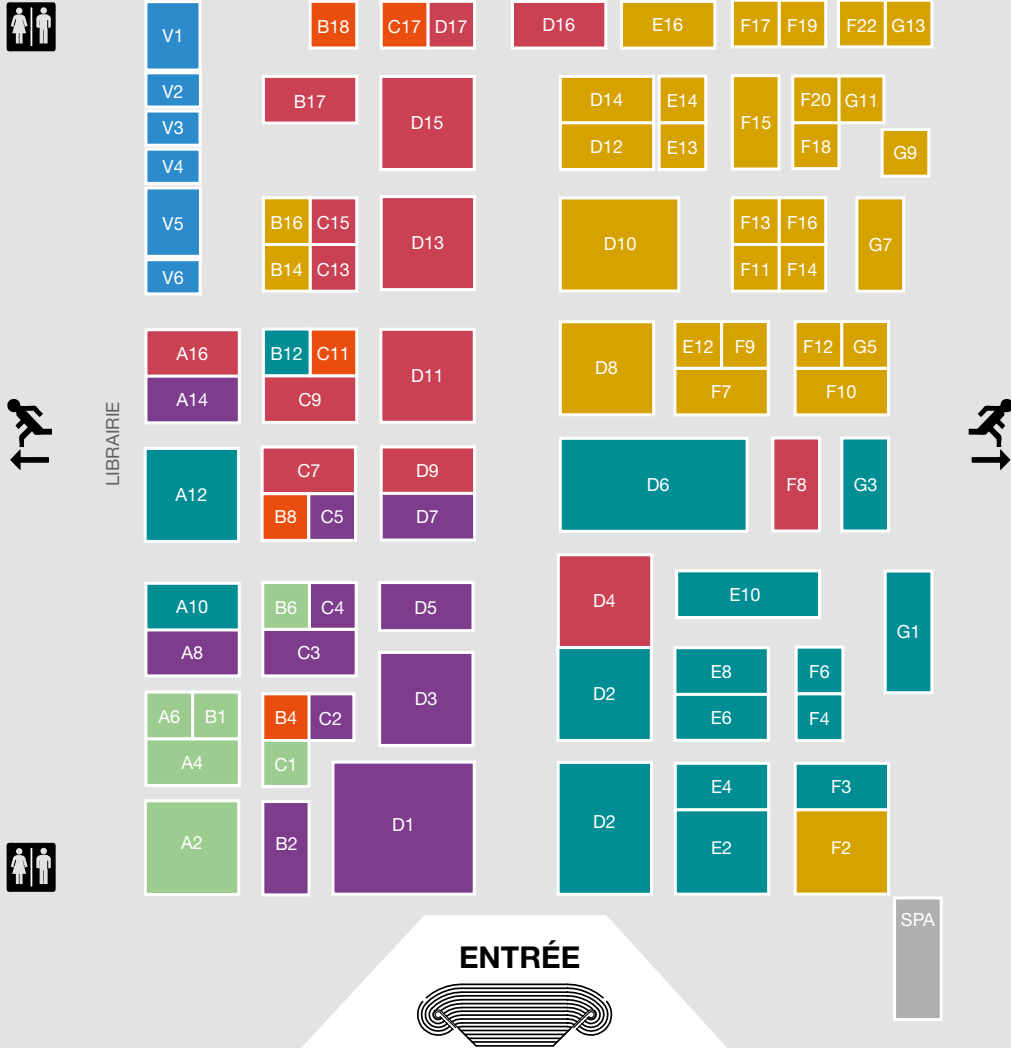 V1
B18
C17
D17
D16
E16
F17
F19
F22
G13
V2
V3
V4
B17
D15
D14
E14
D12
E13
F15
F20
G11
F18
G9
V5
V6
B16
C15
B14
C13
D13
D10
F13
F16
F11
F14
G7
A16
A14
B12
C11
C9
D11
D8
E12
F9
F7
F12
G5
F10
LIBRAIRIE
A12
C7
B8
C5
D9
D7
D6
F8
G3
A10
A8
B6
C4
C3
D5
D4
E10
G1
A6
B1
A4
B4
C2
C1
D3
D2
E8
E6
F6
F4
A2
B2
D1
D2
E4
E2
F3
F2
SPA
ENTRÉE